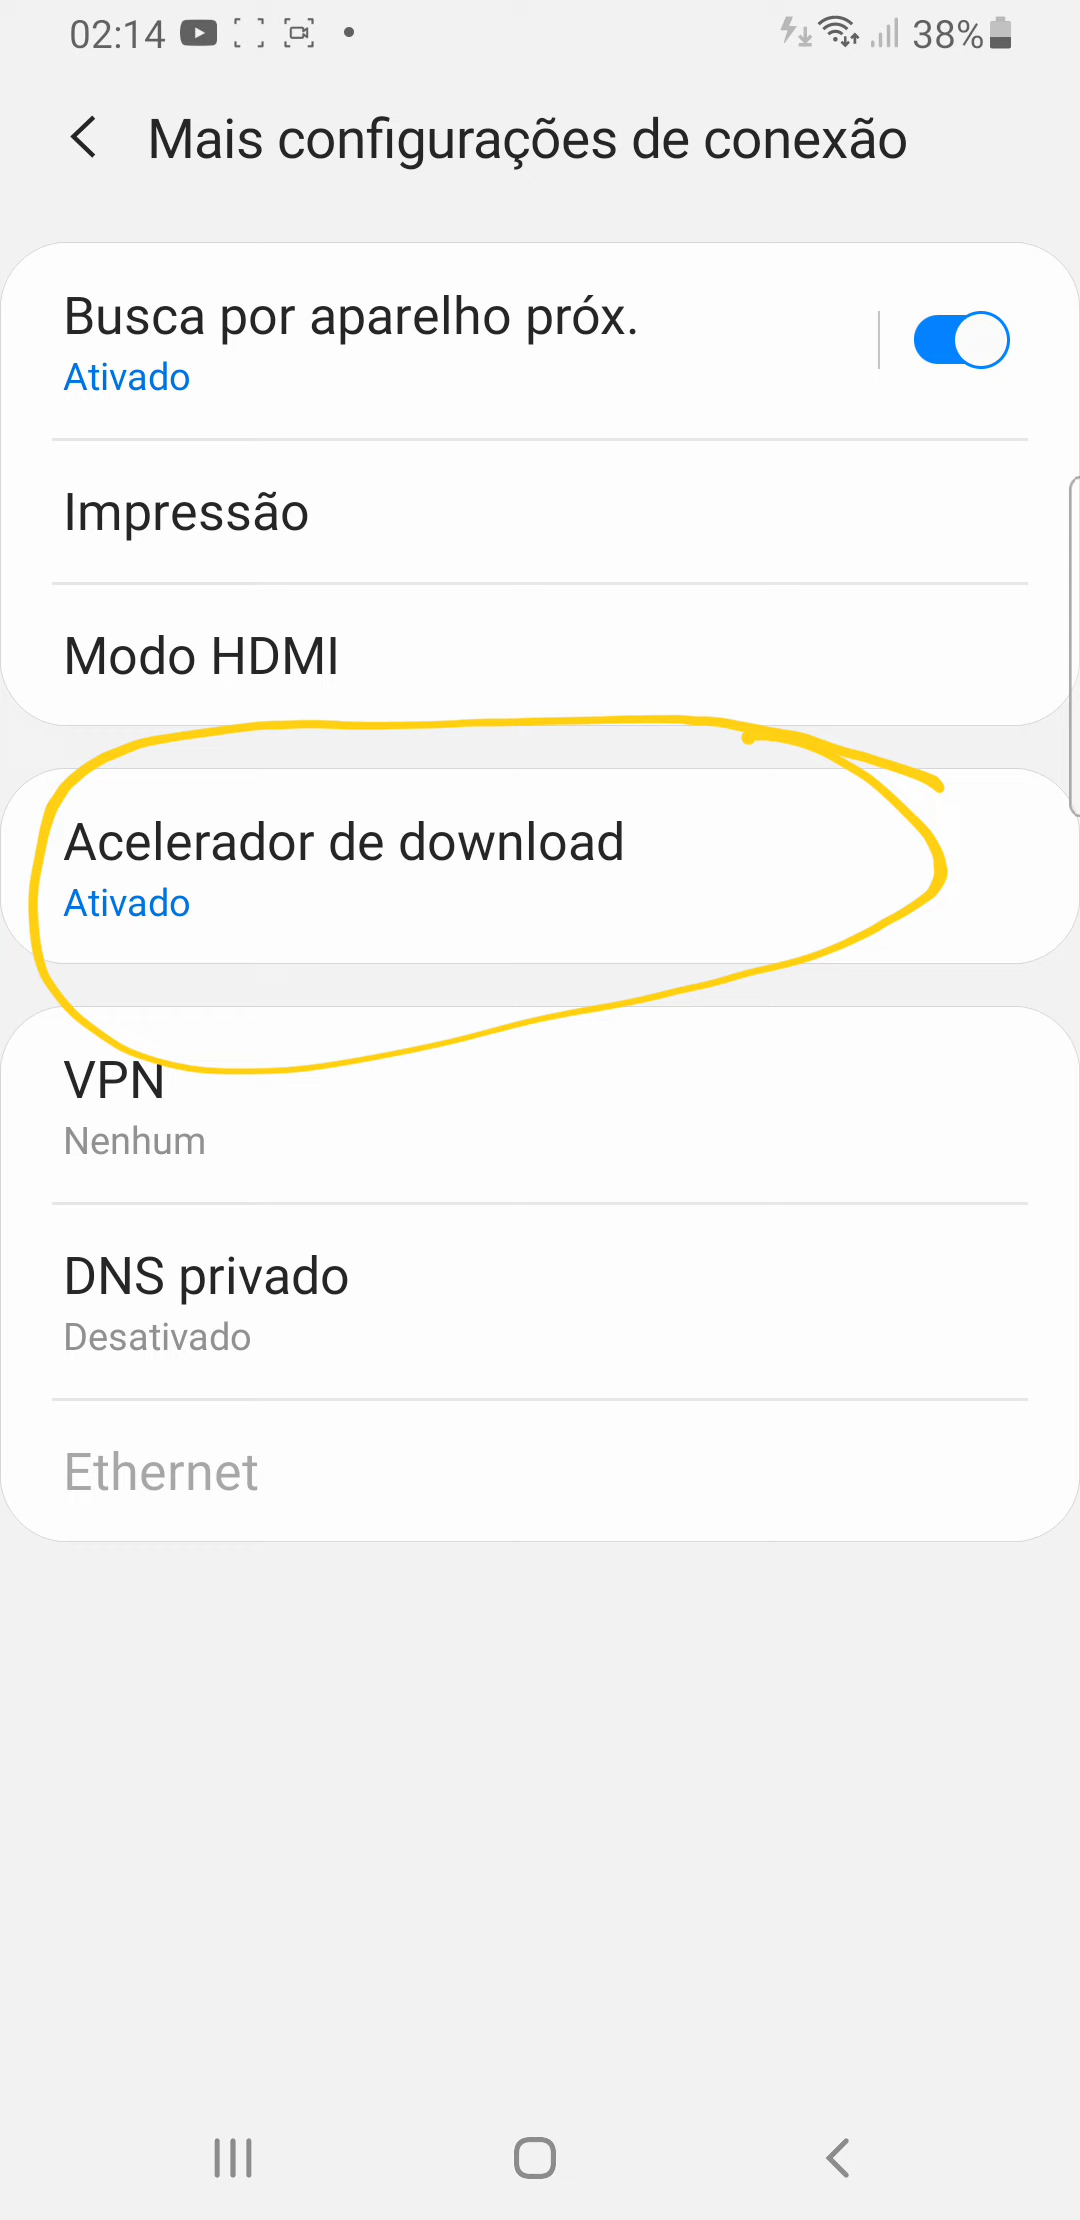 02:14 38%
Mais configurações de conexão
Busca por aparelho próx.
Ativado
Impressão
Modo HDMI
Acelerador de download
Ativado
VPN
Nenhum
DNS privado
Desativado
Ethernet